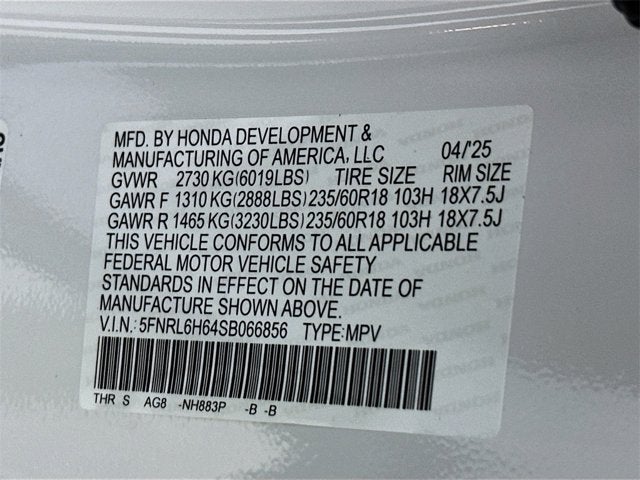 MFD. BY HONDA DEVELOPMENT &
MANUFACTURING OF AMERICA, LLC 04/'25
GVWR 2730 KG(6019LBS) TIRE SIZE RIM SIZE
GAWR F 1310 KG(2888LBS) 235/60R18 103H 18X7.5J
GAWR R 1465 KG(3230LBS) 235/60R18 103H 18X7.5J
THIS VEHICLE CONFORMS TO ALL APPLICABLE
FEDERAL MOTOR VEHICLE SAFETY
STANDARDS IN EFFECT ON THE DATE OF
MANUFACTURE SHOWN ABOVE.
V.I.N.: 5FNRL6H64SB066856 TYPE:MPV
THR S AG8 -NH883P -B -B